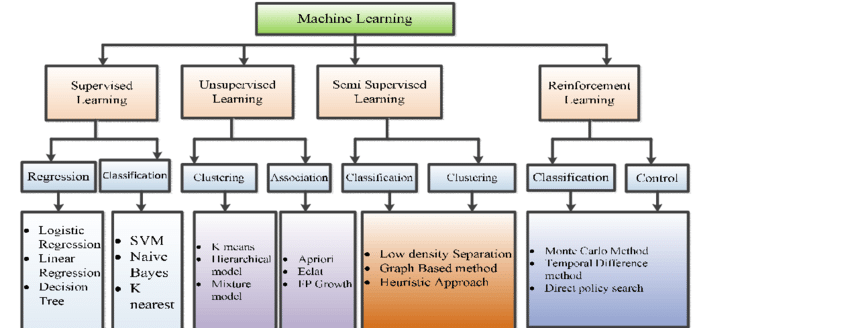 Machine Learning
Supervised
Learning
Unsupervised
Learning
Semi Supervised
Learning
Reinforcement
Learning
Regression
Classification
Clustering
Association
Classification
Clustering
Classification
Control
• Logistic
Regression
• Linear
Regression
• Decision
Tree
• SVM
• Naive
Bayes
• K
nearest
• K means
• Hierarchical
model
• Mixture
model
• Apriori
• Eclat
• FP Growth
• Low density Separation
• Graph Based method
• Heuristic Approach
• Monte Carlo Method
• Temporal Difference
method
• Direct policy search